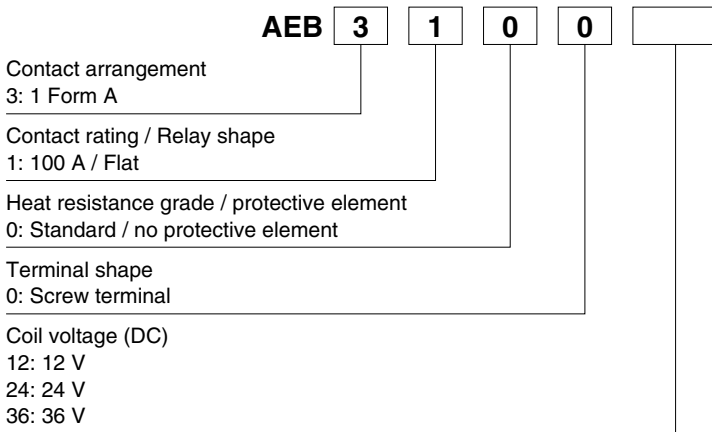 AEB 3 1 0 0
Contact arrangement
3: 1 Form A
Contact rating / Relay shape
1: 100 A / Flat
Heat resistance grade / protective element
0: Standard / no protective element
Terminal shape
0: Screw terminal
Coil voltage (DC)
12: 12 V
24: 24 V
36: 36 V